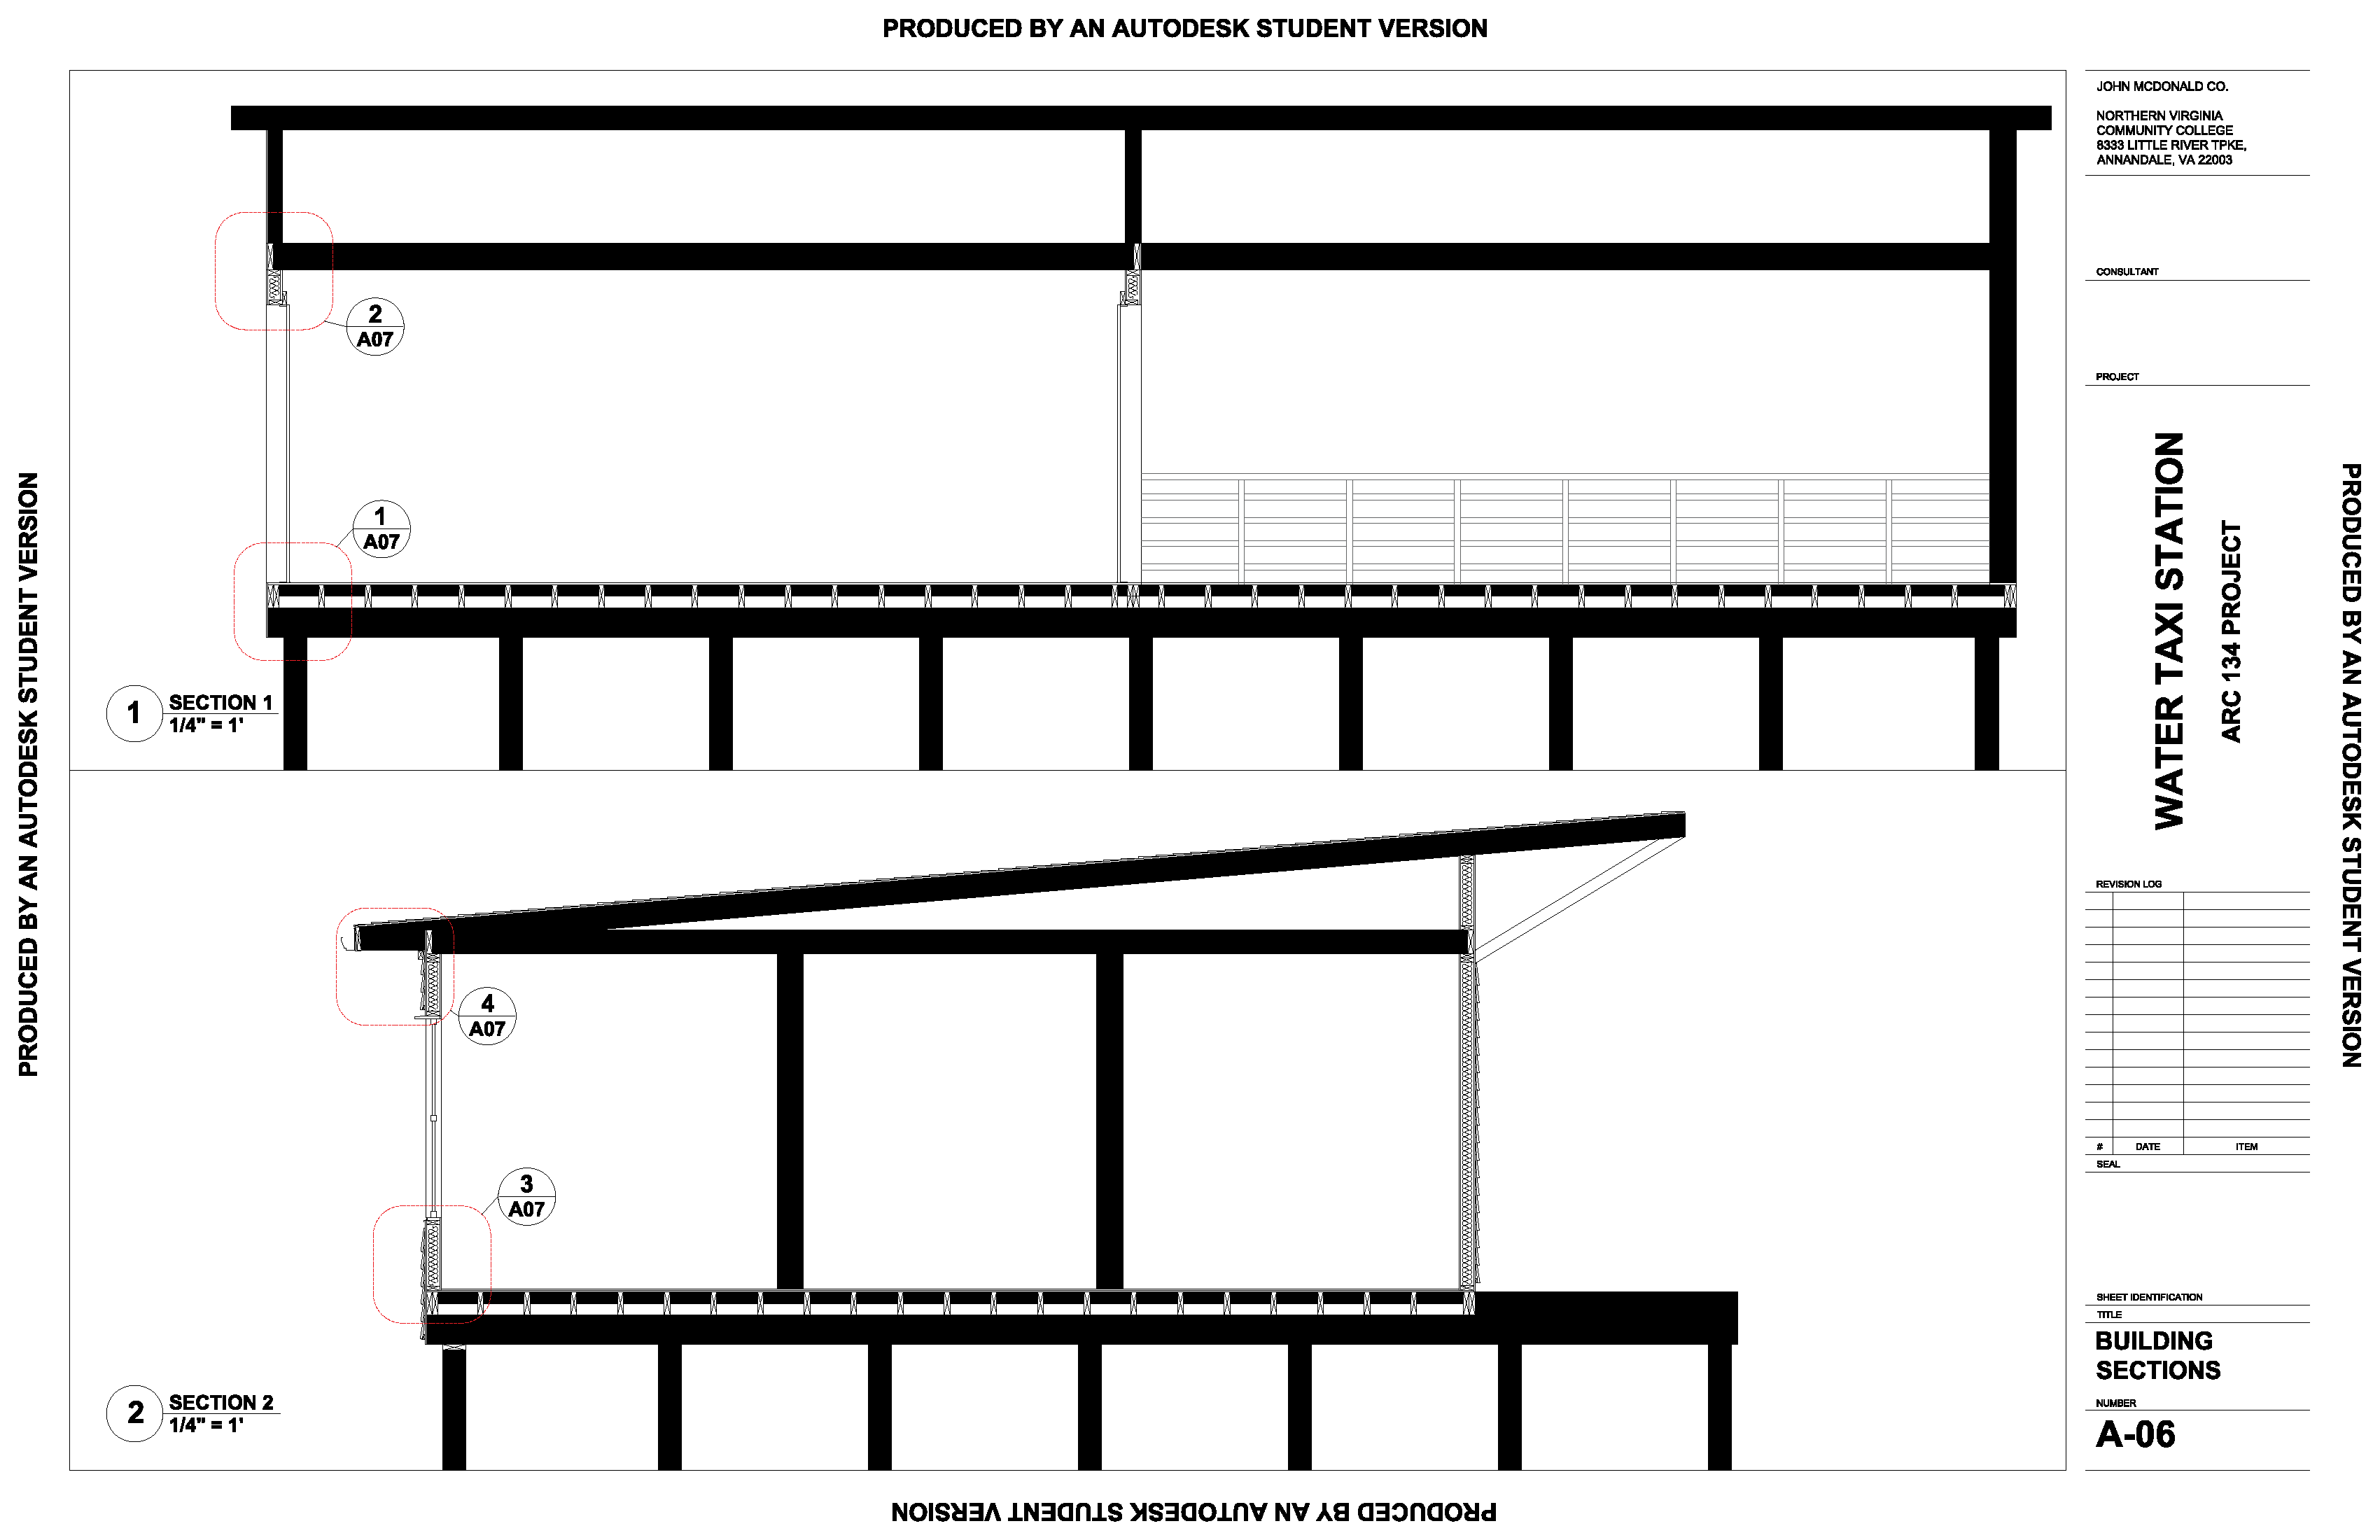 PRODUCED BY AN AUTODESK STUDENT VERSION
PRODUCED BY AN AUTODESK STUDENT VERSION
2
A07
1
A07
1
SECTION 1
1/4" = 1'
4
A07
3
A07
2
SECTION 2
1/4" = 1'
JOHN MCDONALD CO.
NORTHERN VIRGINIA
COMMUNITY COLLEGE
8333 LITTLE RIVER TPKE,
ANNANDALE, VA 22003
CONSULTANT
PROJECT
WATER TAXI STATION
ARC 134 PROJECT
REVISION LOG
# DATE ITEM
SEAL
SHEET IDENTIFICATION
TITLE
BUILDING
SECTIONS
NUMBER
A-06
PRODUCED BY AN AUTODESK STUDENT VERSION
PRODUCED BY AN AUTODESK STUDENT VERSION